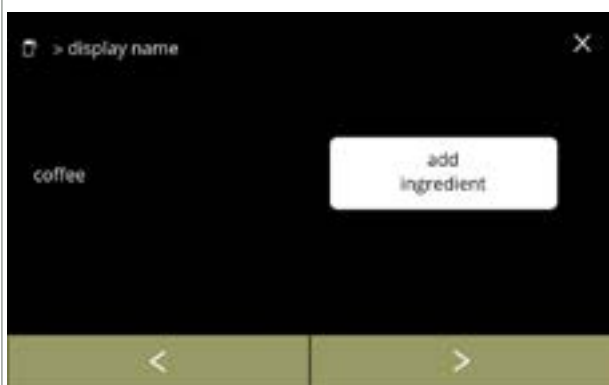 > display name
×
coffee
add
ingredient
<
>